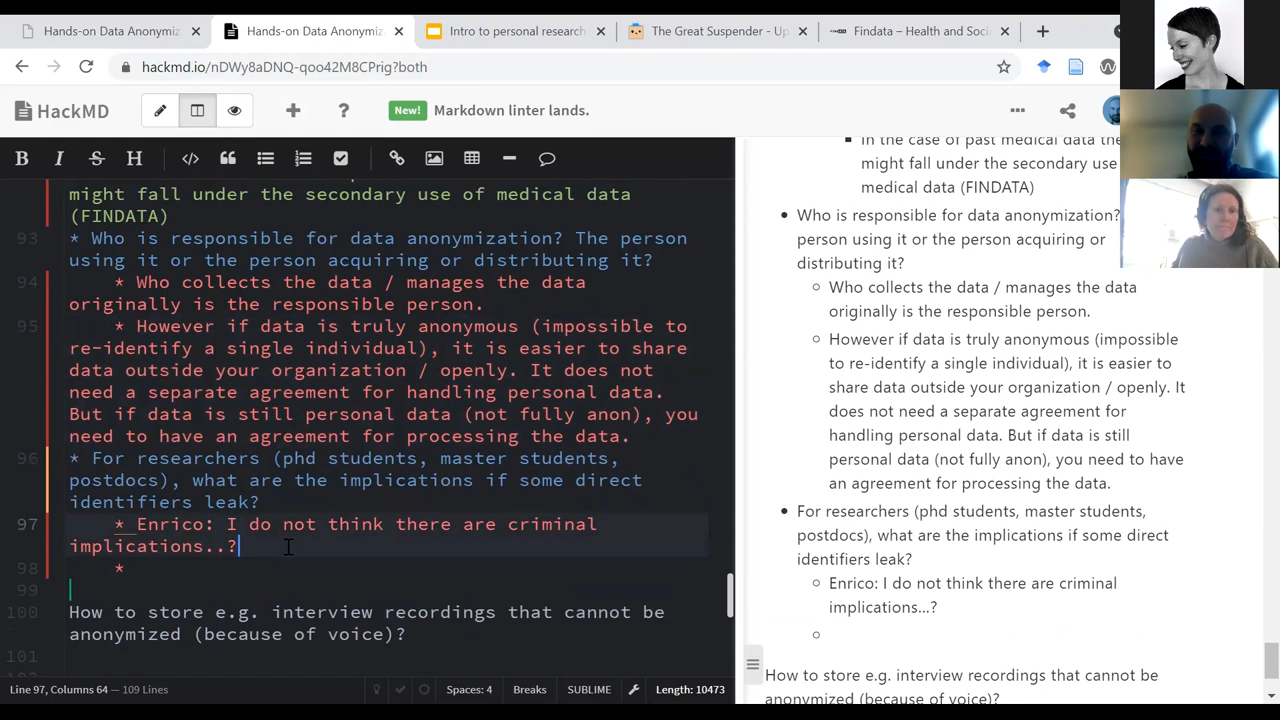 Hands-on Data Anonymiz
Hands-on Data Anonymiz
Intro to personal research
The Great Suspender - Up
Findata – Health and Soci
hackmd.io/nDWy8aDNQ-qoo42M8CPrig?both
HackMD
New! Markdown linter lands.
B I S H
might fall under the secondary use of medical data
(FINDATA)
93 * Who is responsible for data anonymization? The person
using it or the person acquiring or distributing it?
94 * Who collects the data / manages the data
originally is the responsible person.
95 * However if data is truly anonymous (impossible to
re-identify a single individual), it is easier to share
data outside your organization / openly. It does not
need a separate agreement for handling personal data.
But if data is still personal data (not fully anon), you
need to have an agreement for processing the data.
96 * For researchers (phd students, master students,
postdocs), what are the implications if some direct
identifiers leak?
97 * Enrico: I do not think there are criminal
implications..?
98 *
99
100 How to store e.g. interview recordings that cannot be
anonymized (because of voice)?
101
Line 97, Columns 64 — 109 Lines
Spaces: 4
Breaks
SUBLIME
Length: 10473
In the case of past medical data the
might fall under the secondary use
medical data (FINDATA)
Who is responsible for data anonymization?
person using it or the person acquiring or
distributing it?
Who collects the data / manages the data
originally is the responsible person.
However if data is truly anonymous (impossible
to re-identify a single individual), it is easier to
share data outside your organization / openly. It
does not need a separate agreement for
handling personal data. But if data is still
personal data (not fully anon), you need to have
an agreement for processing the data.
For researchers (phd students, master students,
postdocs), what are the implications if some direct
identifiers leak?
Enrico: I do not think there are criminal
implications…?
How to store e.g. interview recordings that cannot be
anonymized (because of voice)?